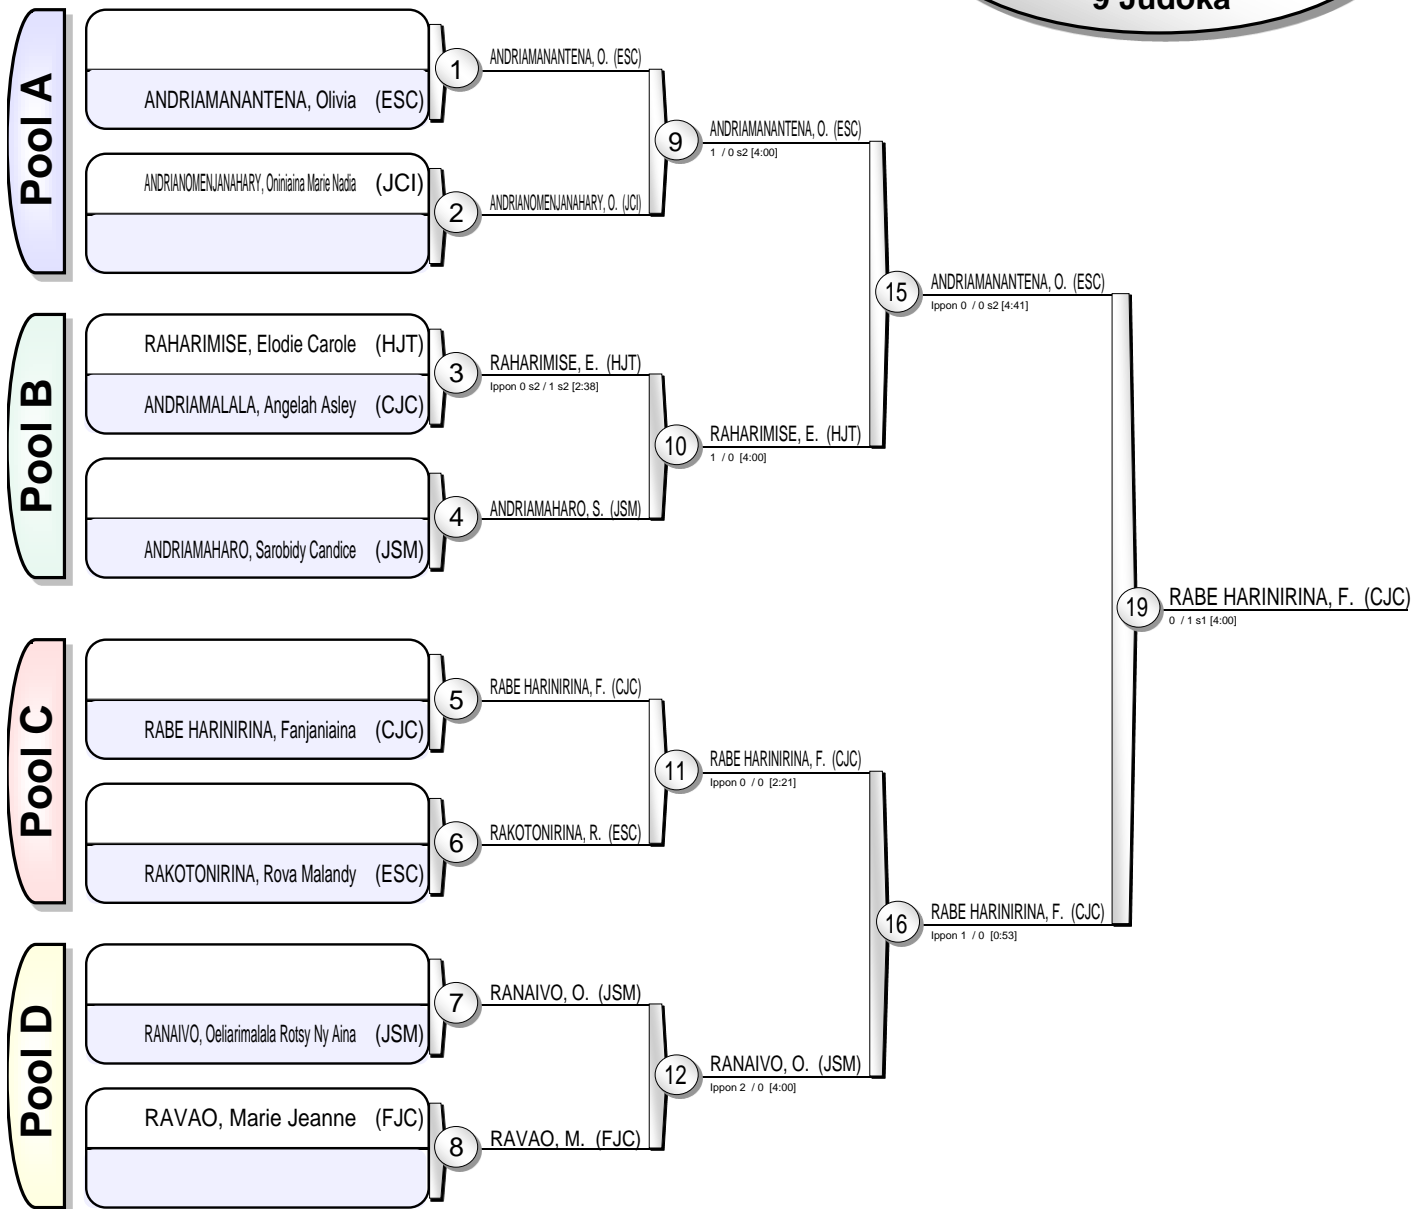 9 Judoka
Pool A
ANDRIAMANANTENA, Olivia (ESC)
ANDRIANOMENJANAHARY, Oniniaina Marie Nadia (JCI)
1
ANDRIAMANANTENA, O. (ESC)
2
ANDRIANOMENJANAHARY, O. (JCI)
9
ANDRIAMANANTENA, O. (ESC)
1 / 0 s2 [4:00]
Pool B
RAHARIMISE, Elodie Carole (HJT)
ANDRIAMALALA, Angelah Asley (CJC)
ANDRIAMAHARO, Sarobidy Candice (JSM)
3
RAHARIMISE, E. (HJT)
Ippon 0 s2 / 1 s2 [2:38]
4
ANDRIAMAHARO, S. (JSM)
10
RAHARIMISE, E. (HJT)
1 / 0 [4:00]
15
ANDRIAMANANTENA, O. (ESC)
Ippon 0 / 0 s2 [4:41]
Pool C
RABE HARINIRINA, Fanjaniaina (CJC)
RAKOTONIRINA, Rova Malandy (ESC)
5
RABE HARINIRINA, F. (CJC)
6
RAKOTONIRINA, R. (ESC)
11
RABE HARINIRINA, F. (CJC)
Ippon 0 / 0 [2:21]
Pool D
RANAIVO, Oeliarimalala Rotsy Ny Aina (JSM)
RAVAO, Marie Jeanne (FJC)
7
RANAIVO, O. (JSM)
8
RAVAO, M. (FJC)
12
RANAIVO, O. (JSM)
Ippon 2 / 0 [4:00]
16
RABE HARINIRINA, F. (CJC)
Ippon 1 / 0 [0:53]
19
RABE HARINIRINA, F. (CJC)
0 / 1 s1 [4:00]